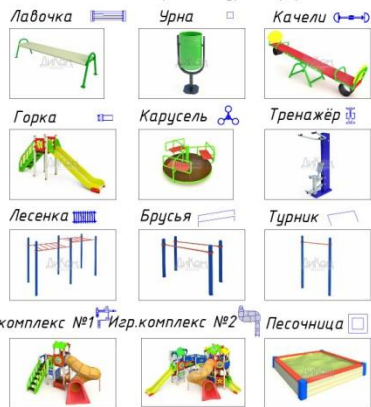 Лавочка Урна Качели
Горка Карусель Тренажёр
Лесенка Брусья Турник
комплекс №1 Игр.комплекс №2 Песочница